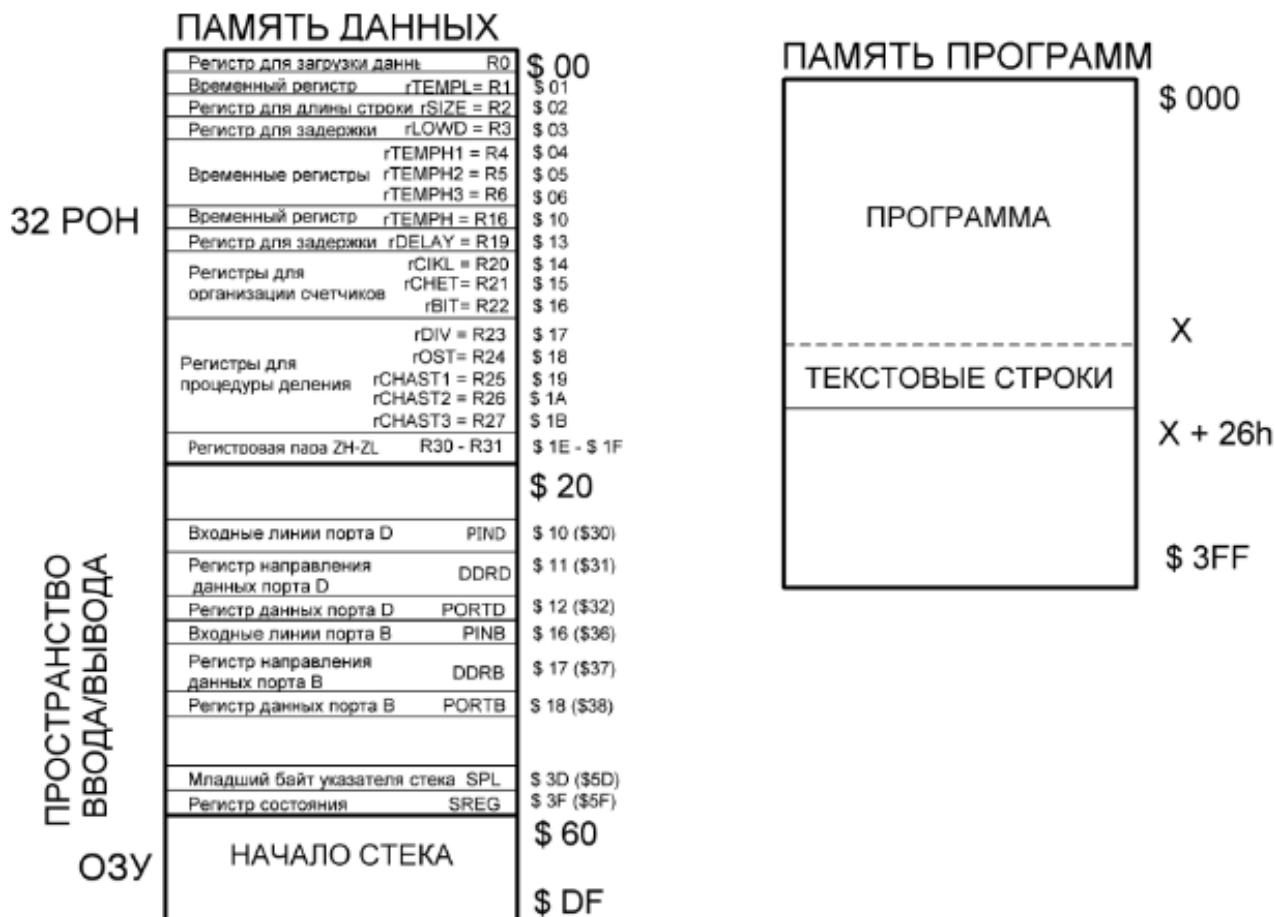 ПАМЯТЬ ДАННЫХ
Регистр для загрузки даннь R0 $ 00
Временный регистр rTEMPL= R1 $ 01
Регистр для длины строки rSIZE = R2 $ 02
Регистр для задержки rLOWD = R3 $ 03
rTEMPH1 = R4 $ 04
Временные регистры rTEMPH2 = R5 $ 05
rTEMPH3 = R6 $ 06
32 РОН
Временный регистр rTEMPH = R16 $ 10
Регистр для задержки rDELAY = R19 $ 13
Регистры для
организации счетчиков
rCIKL = R20 $ 14
rCHET= R21 $ 15
rBIT= R22 $ 16
Регистры для
процедуры деления
rDIV = R23 $ 17
rOST= R24 $ 18
rCHAST1 = R25 $ 19
rCHAST2 = R26 $ 1A
rCHAST3 = R27 $ 1B
Регистровая пара ZH-ZL R30 - R31 $ 1E - $ 1F
$ 20
ПРОСТРАНСТВО
ВВОДА/ВЫВОДА
Входные линии порта D PIND $ 10 ($30)
Регистр направления
данных порта D
DDRD $ 11 ($31)
Регистр данных порта D PORTD $ 12 ($32)
Входные линии порта B PINB $ 16 ($36)
Регистр направления
данных порта B
DDRB $ 17 ($37)
Регистр данных порта B PORTB $ 18 ($38)
Младший байт указателя стека SPL $ 3D ($5D)
Регистр состояния SREG $ 3F ($5F)
$ 60
ОЗУ
НАЧАЛО СТЕКА
$ DF
ПАМЯТЬ ПРОГРАММ
$ 000
ПРОГРАММА
X
ТЕКСТОВЫЕ СТРОКИ
X + 26h
$ 3FF